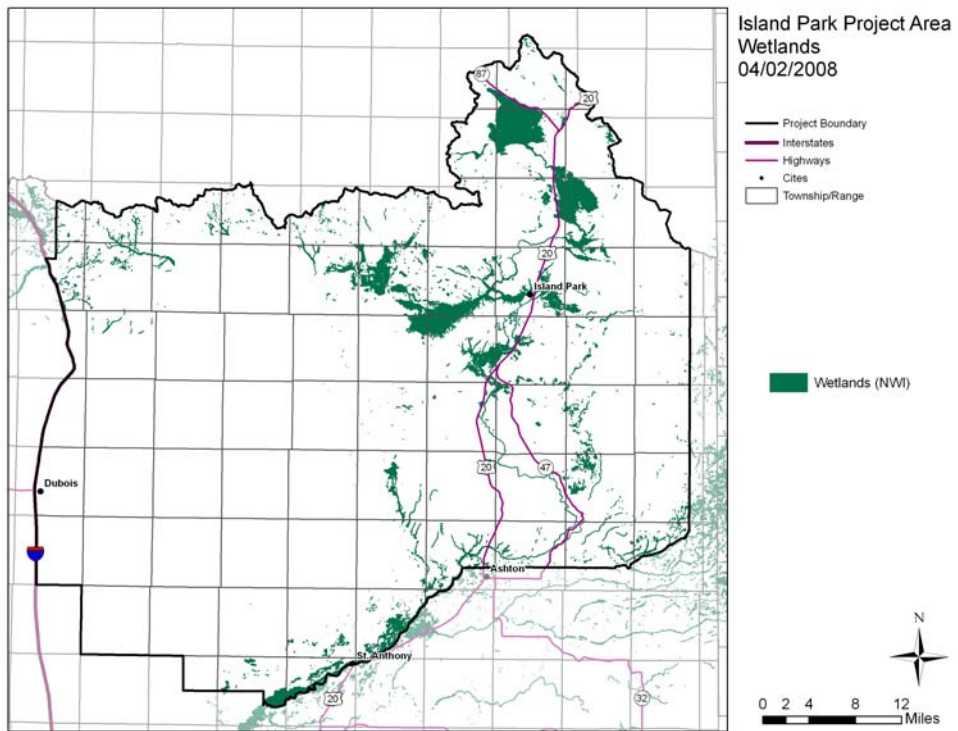 Island Park Project Area
Wetlands
04/02/2008
Project Boundary
Interstates
Highways
Cites
Township/Range
Wetlands (NWI)
87
20
20
Island Park
20
47
Dubois
Ashton
St. Anthony
20
32
N
0 2 4 8 12
Miles